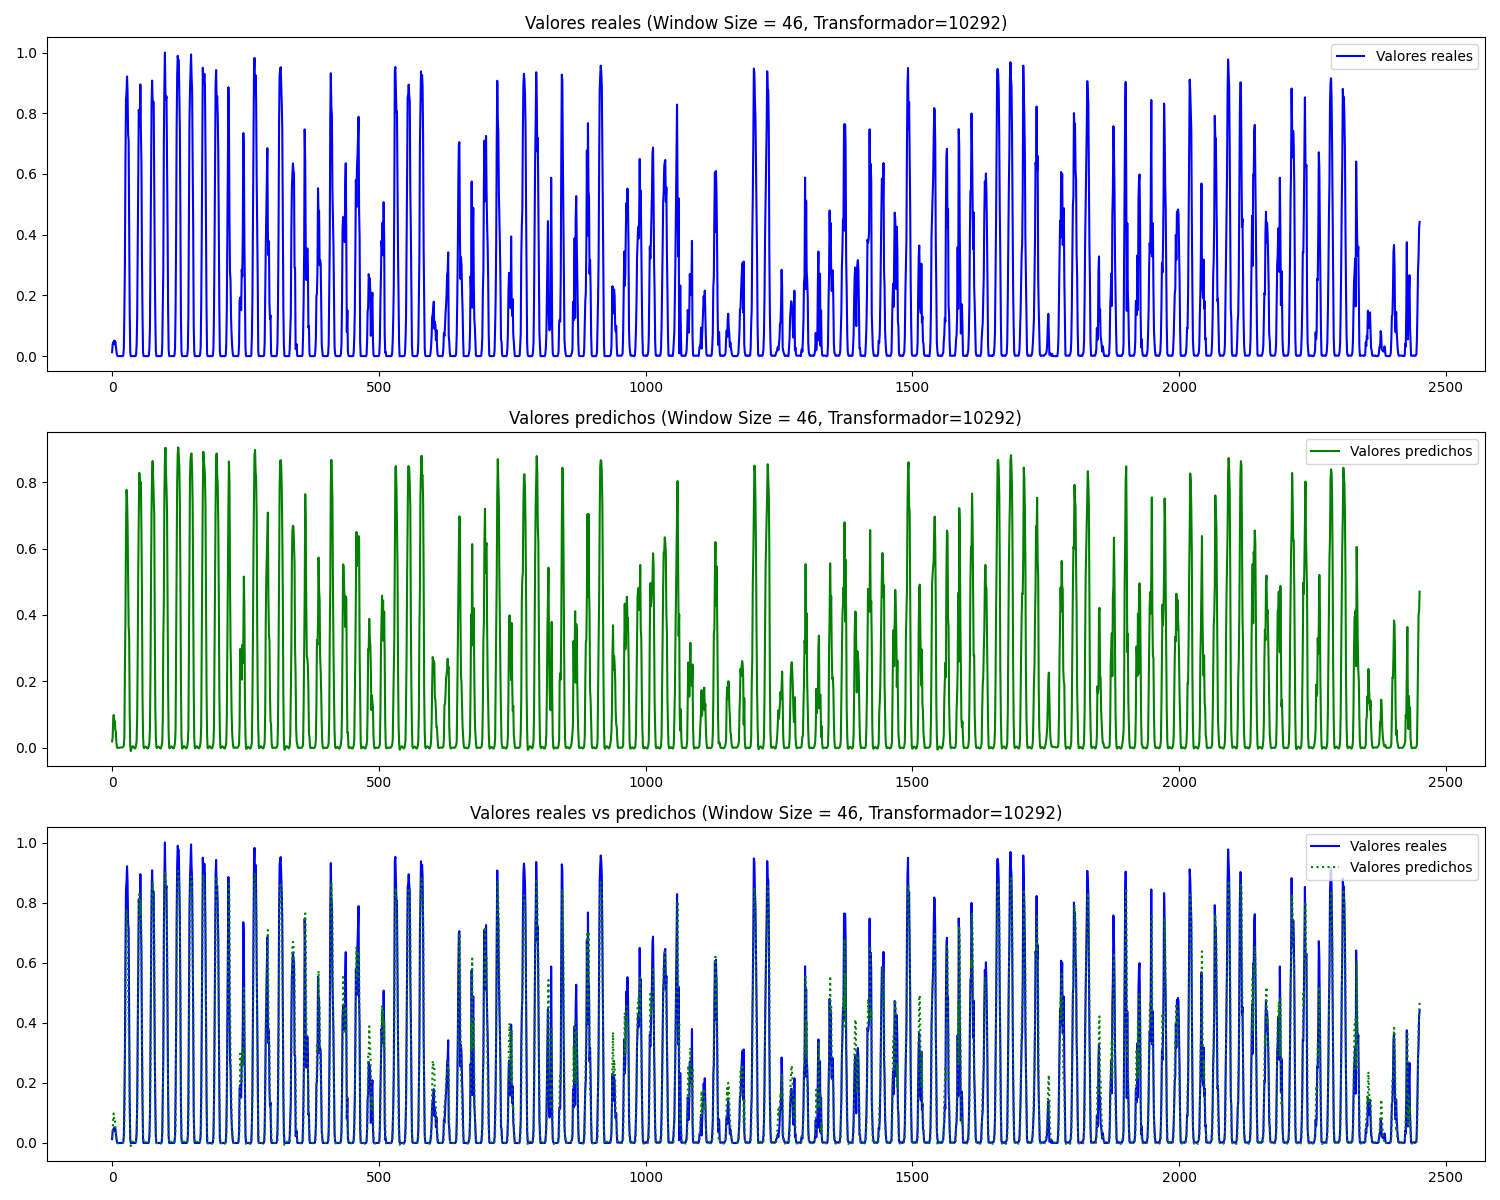 Valores reales (Window Size = 46, Transformador=10292)
Valores reales
1.0
0.8
0.6
0.4
0.2
0.0
0 500 1000 1500 2000 2500
Valores predichos (Window Size = 46, Transformador=10292)
Valores predichos
0.8
0.6
0.4
0.2
0.0
0 500 1000 1500 2000 2500
Valores reales vs predichos (Window Size = 46, Transformador=10292)
Valores reales
Valores predichos
1.0
0.8
0.6
0.4
0.2
0.0
0 500 1000 1500 2000 2500